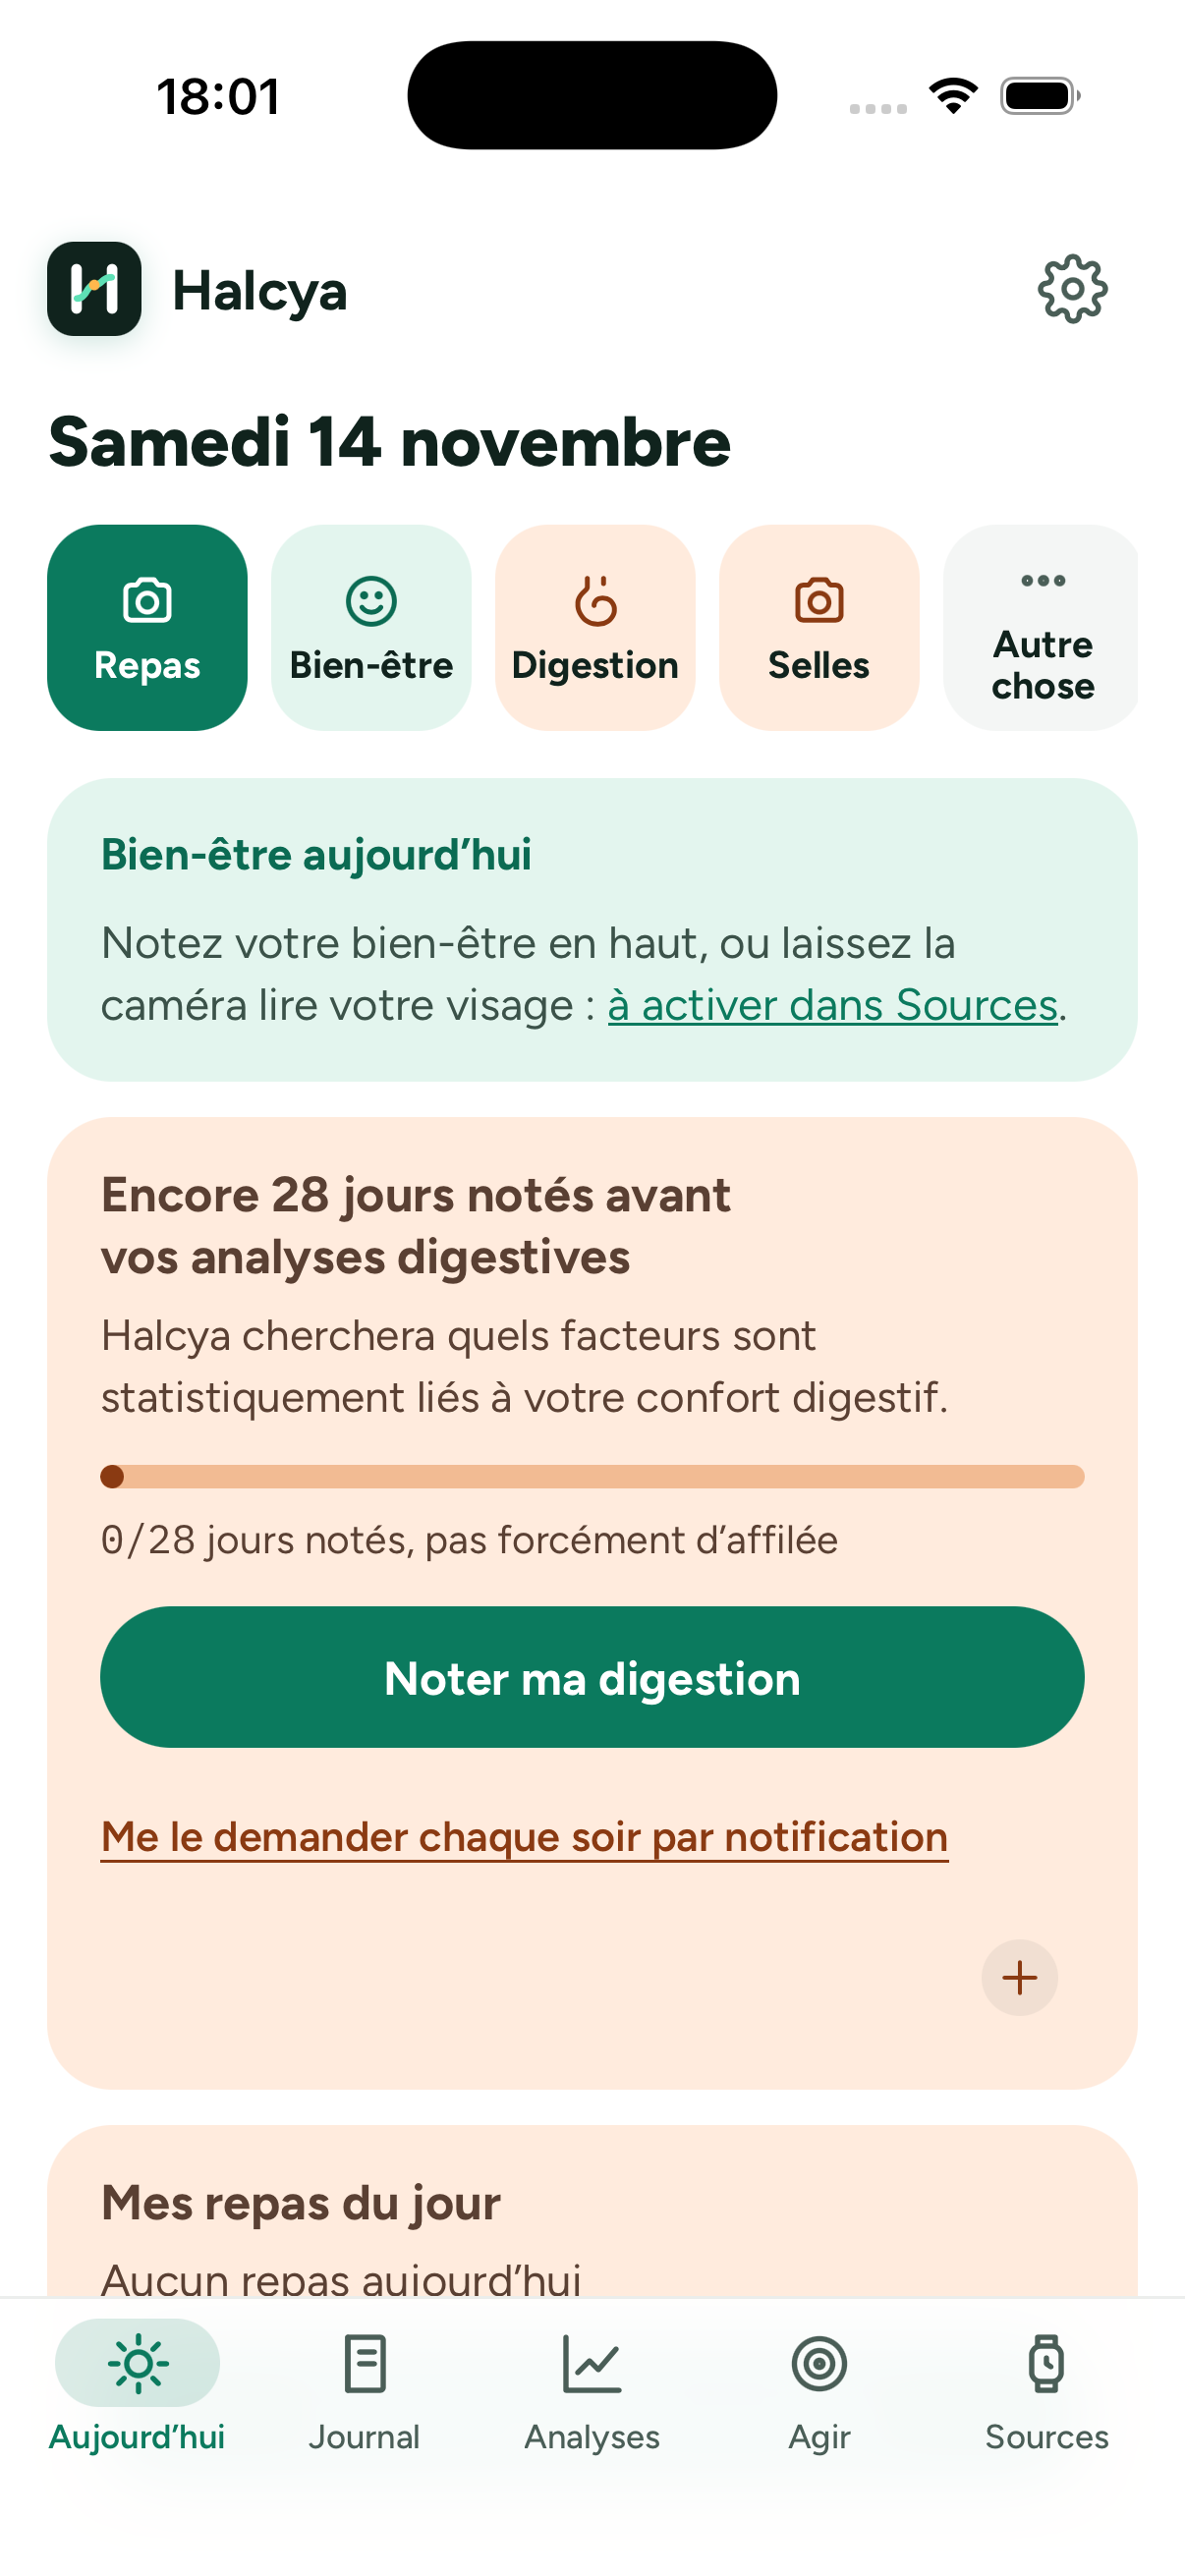 18:01
Halcya
Samedi 14 novembre
Repas
Bien-être
Digestion
Selles
Autre
chose
Bien-être aujourd’hui
Notez votre bien-être en haut, ou laissez la
caméra lire votre visage : à activer dans Sources.
Encore 28 jours notés avant
vos analyses digestives
Halcya cherchera quels facteurs sont
statistiquement liés à votre confort digestif.
0/28 jours notés, pas forcément d’affilée
Noter ma digestion
Me le demander chaque soir par notification
Mes repas du jour
Aucun repas aujourd’hui
Aujourd’hui
Journal
Analyses
Agir
Sources